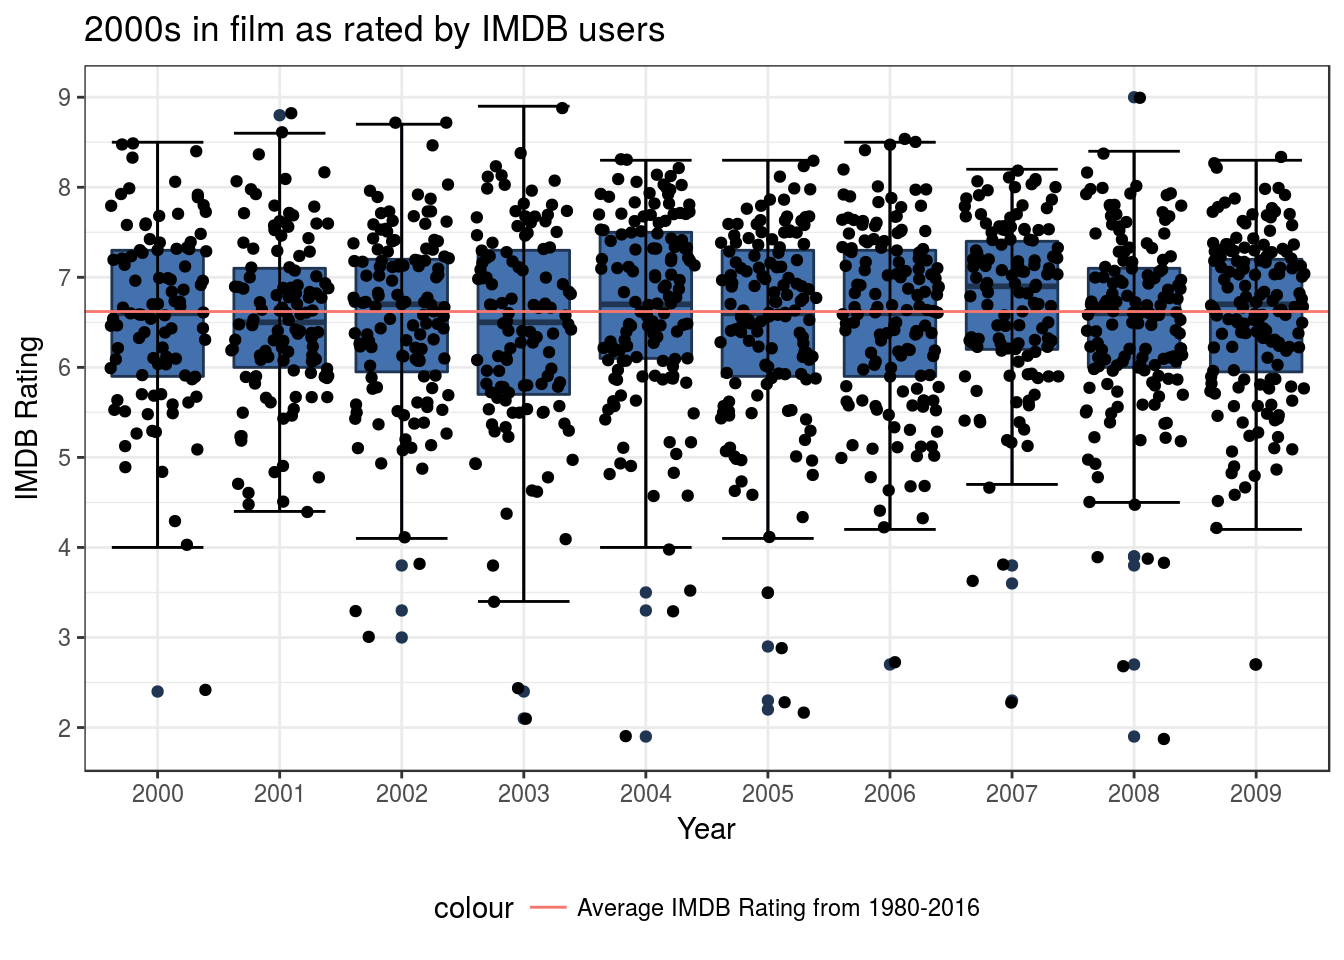 2000s in film as rated by IMDB users
9
8
7
6
5
4
3
2
IMDB Rating
2000 2001 2002 2003 2004 2005 2006 2007 2008 2009
Year
colour Average IMDB Rating from 1980-2016